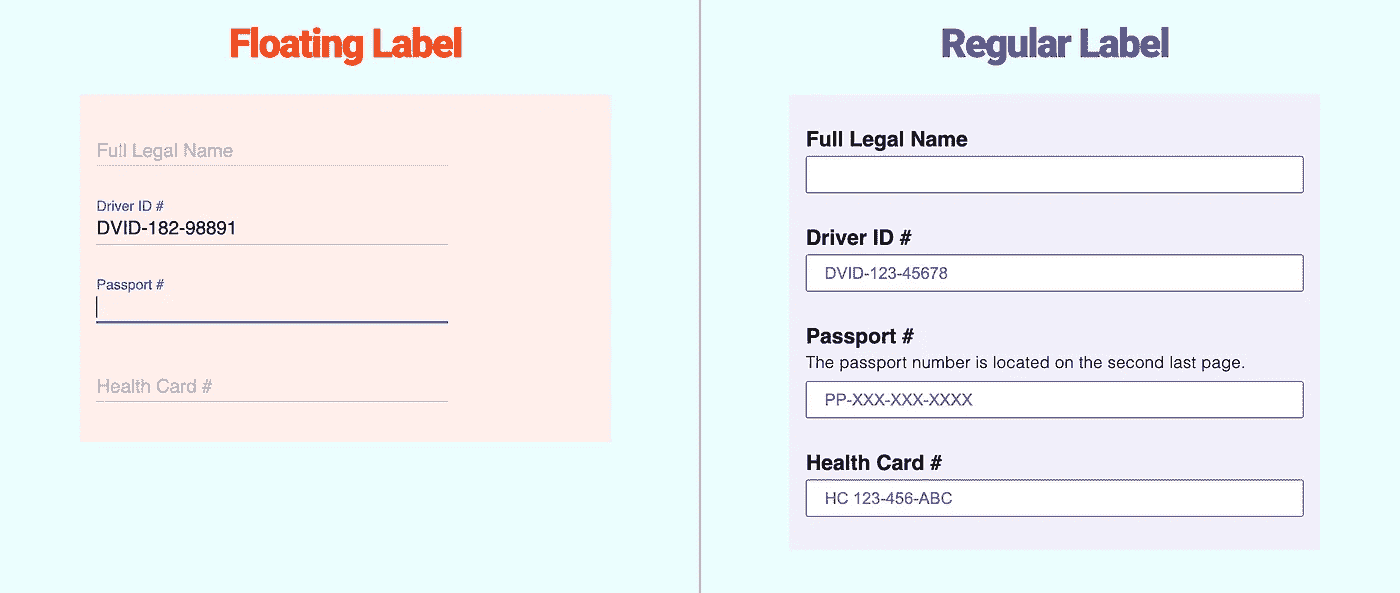 Floating Label
Full Legal Name
Driver ID #
DVID-182-98891
Passport #
Health Card #
Regular Label
Full Legal Name
Driver ID #
DVID-123-45678
Passport #
The passport number is located on the second last page.
PP-XXX-XXX-XXXX
Health Card #
HC 123-456-ABC